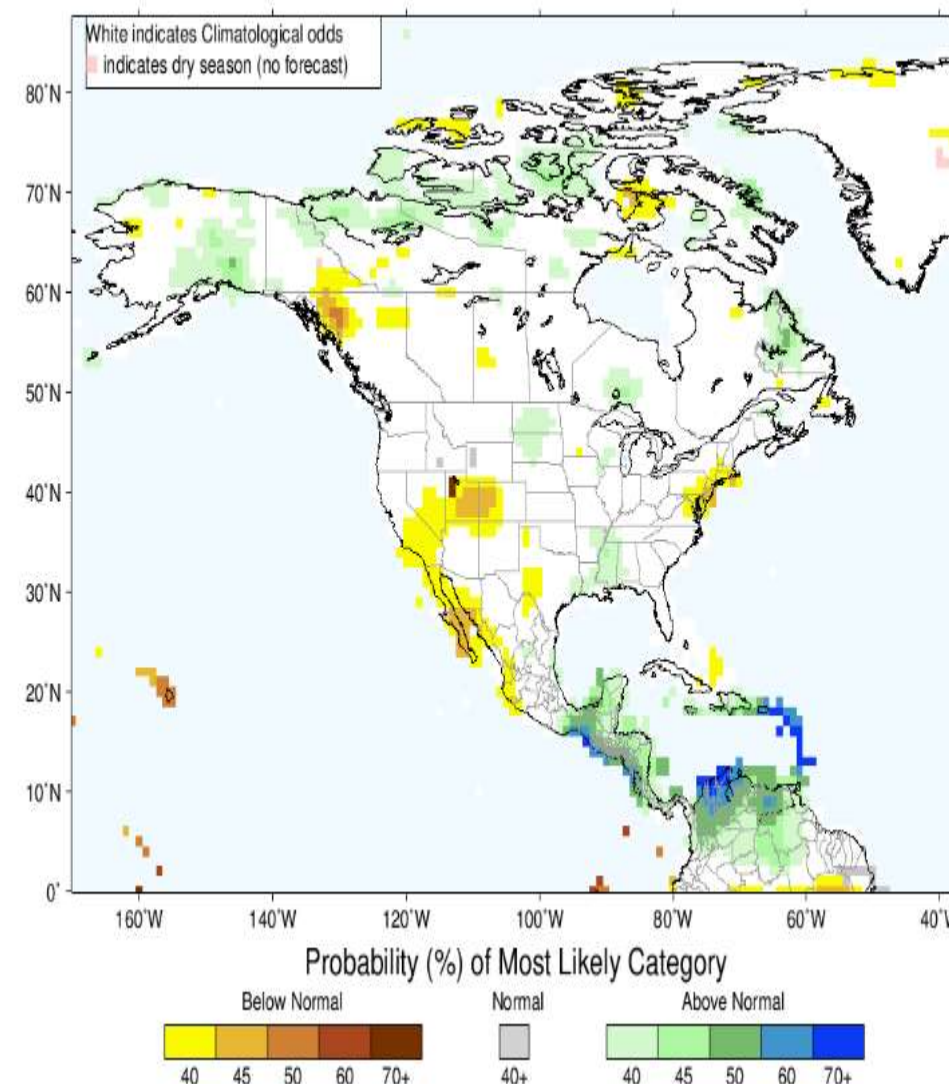 White indicates Climatological odds
indicates dry season (no forecast)
80°N
70°N
60°N
50°N
40°N
30°N
20°N
10°N
0°
160°W 140°W 120°W 100°W 80°W 60°W 40°W
Probability (%) of Most Likely Category
Below Normal Normal Above Normal
40 45 50 60 70+ 40+ 40 45 50 60 70+